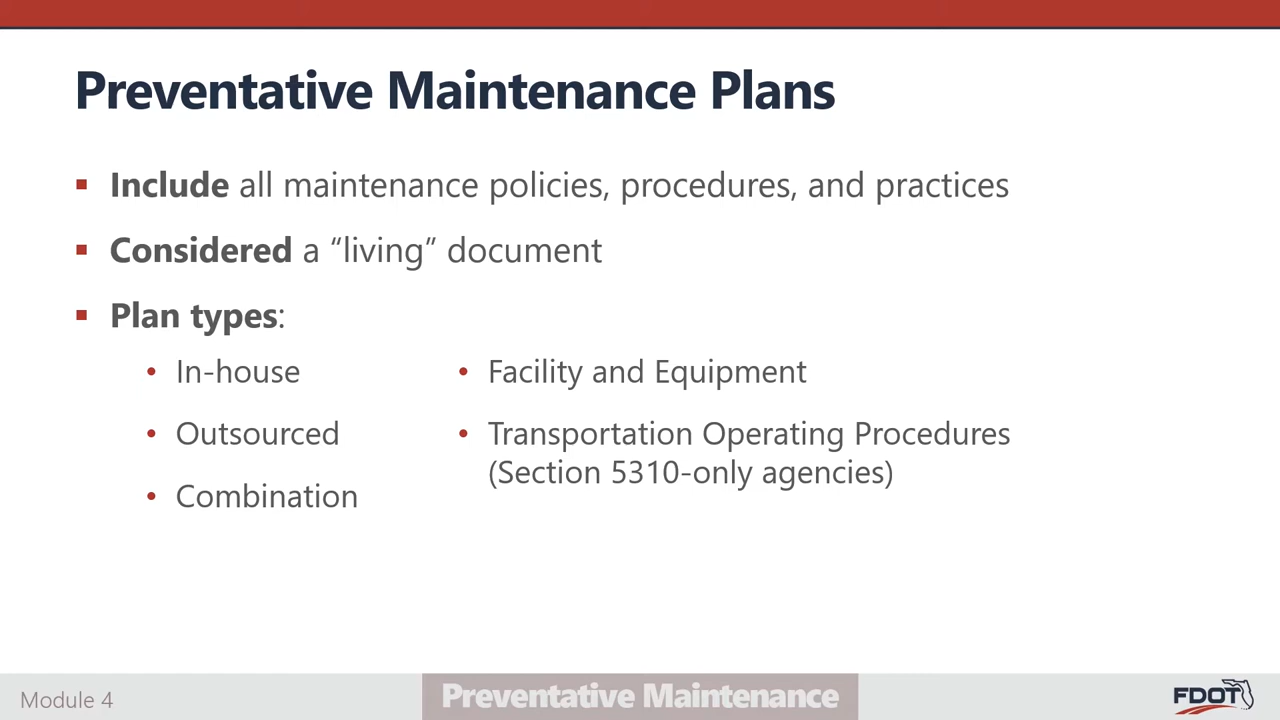 Preventative Maintenance Plans
▪ Include all maintenance policies, procedures, and practices
▪ Considered a “living” document
▪ Plan types:
• In-house
• Outsourced
• Combination
• Facility and Equipment
• Transportation Operating Procedures
(Section 5310-only agencies)
Module 4
Preventative Maintenance
FDOT